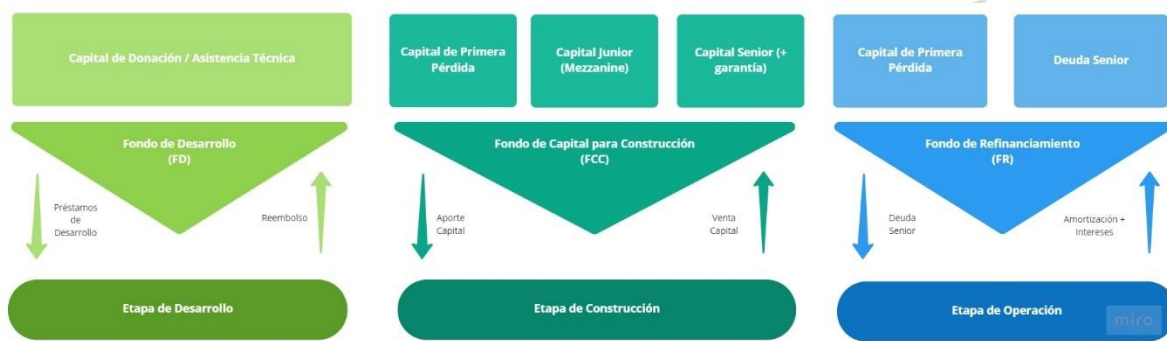 Capital de Donación / Asistencia Técnica
Fondo de Desarrollo
(FD)
Préstamos
de
Desarrollo
Reembolso
Etapa de Desarrollo
Capital de Primera
Pérdida
Capital Junior
(Mezzanine)
Capital Senior (+
garantía)
Fondo de Capital para Construcción
(FCC)
Aporte
Capital
Venta
Capital
Etapa de Construcción
Capital de Primera
Pérdida
Deuda Senior
Fondo de Refinanciamiento
(FR)
Deuda
Senior
Amortización +
Intereses
Etapa de Operación
miro